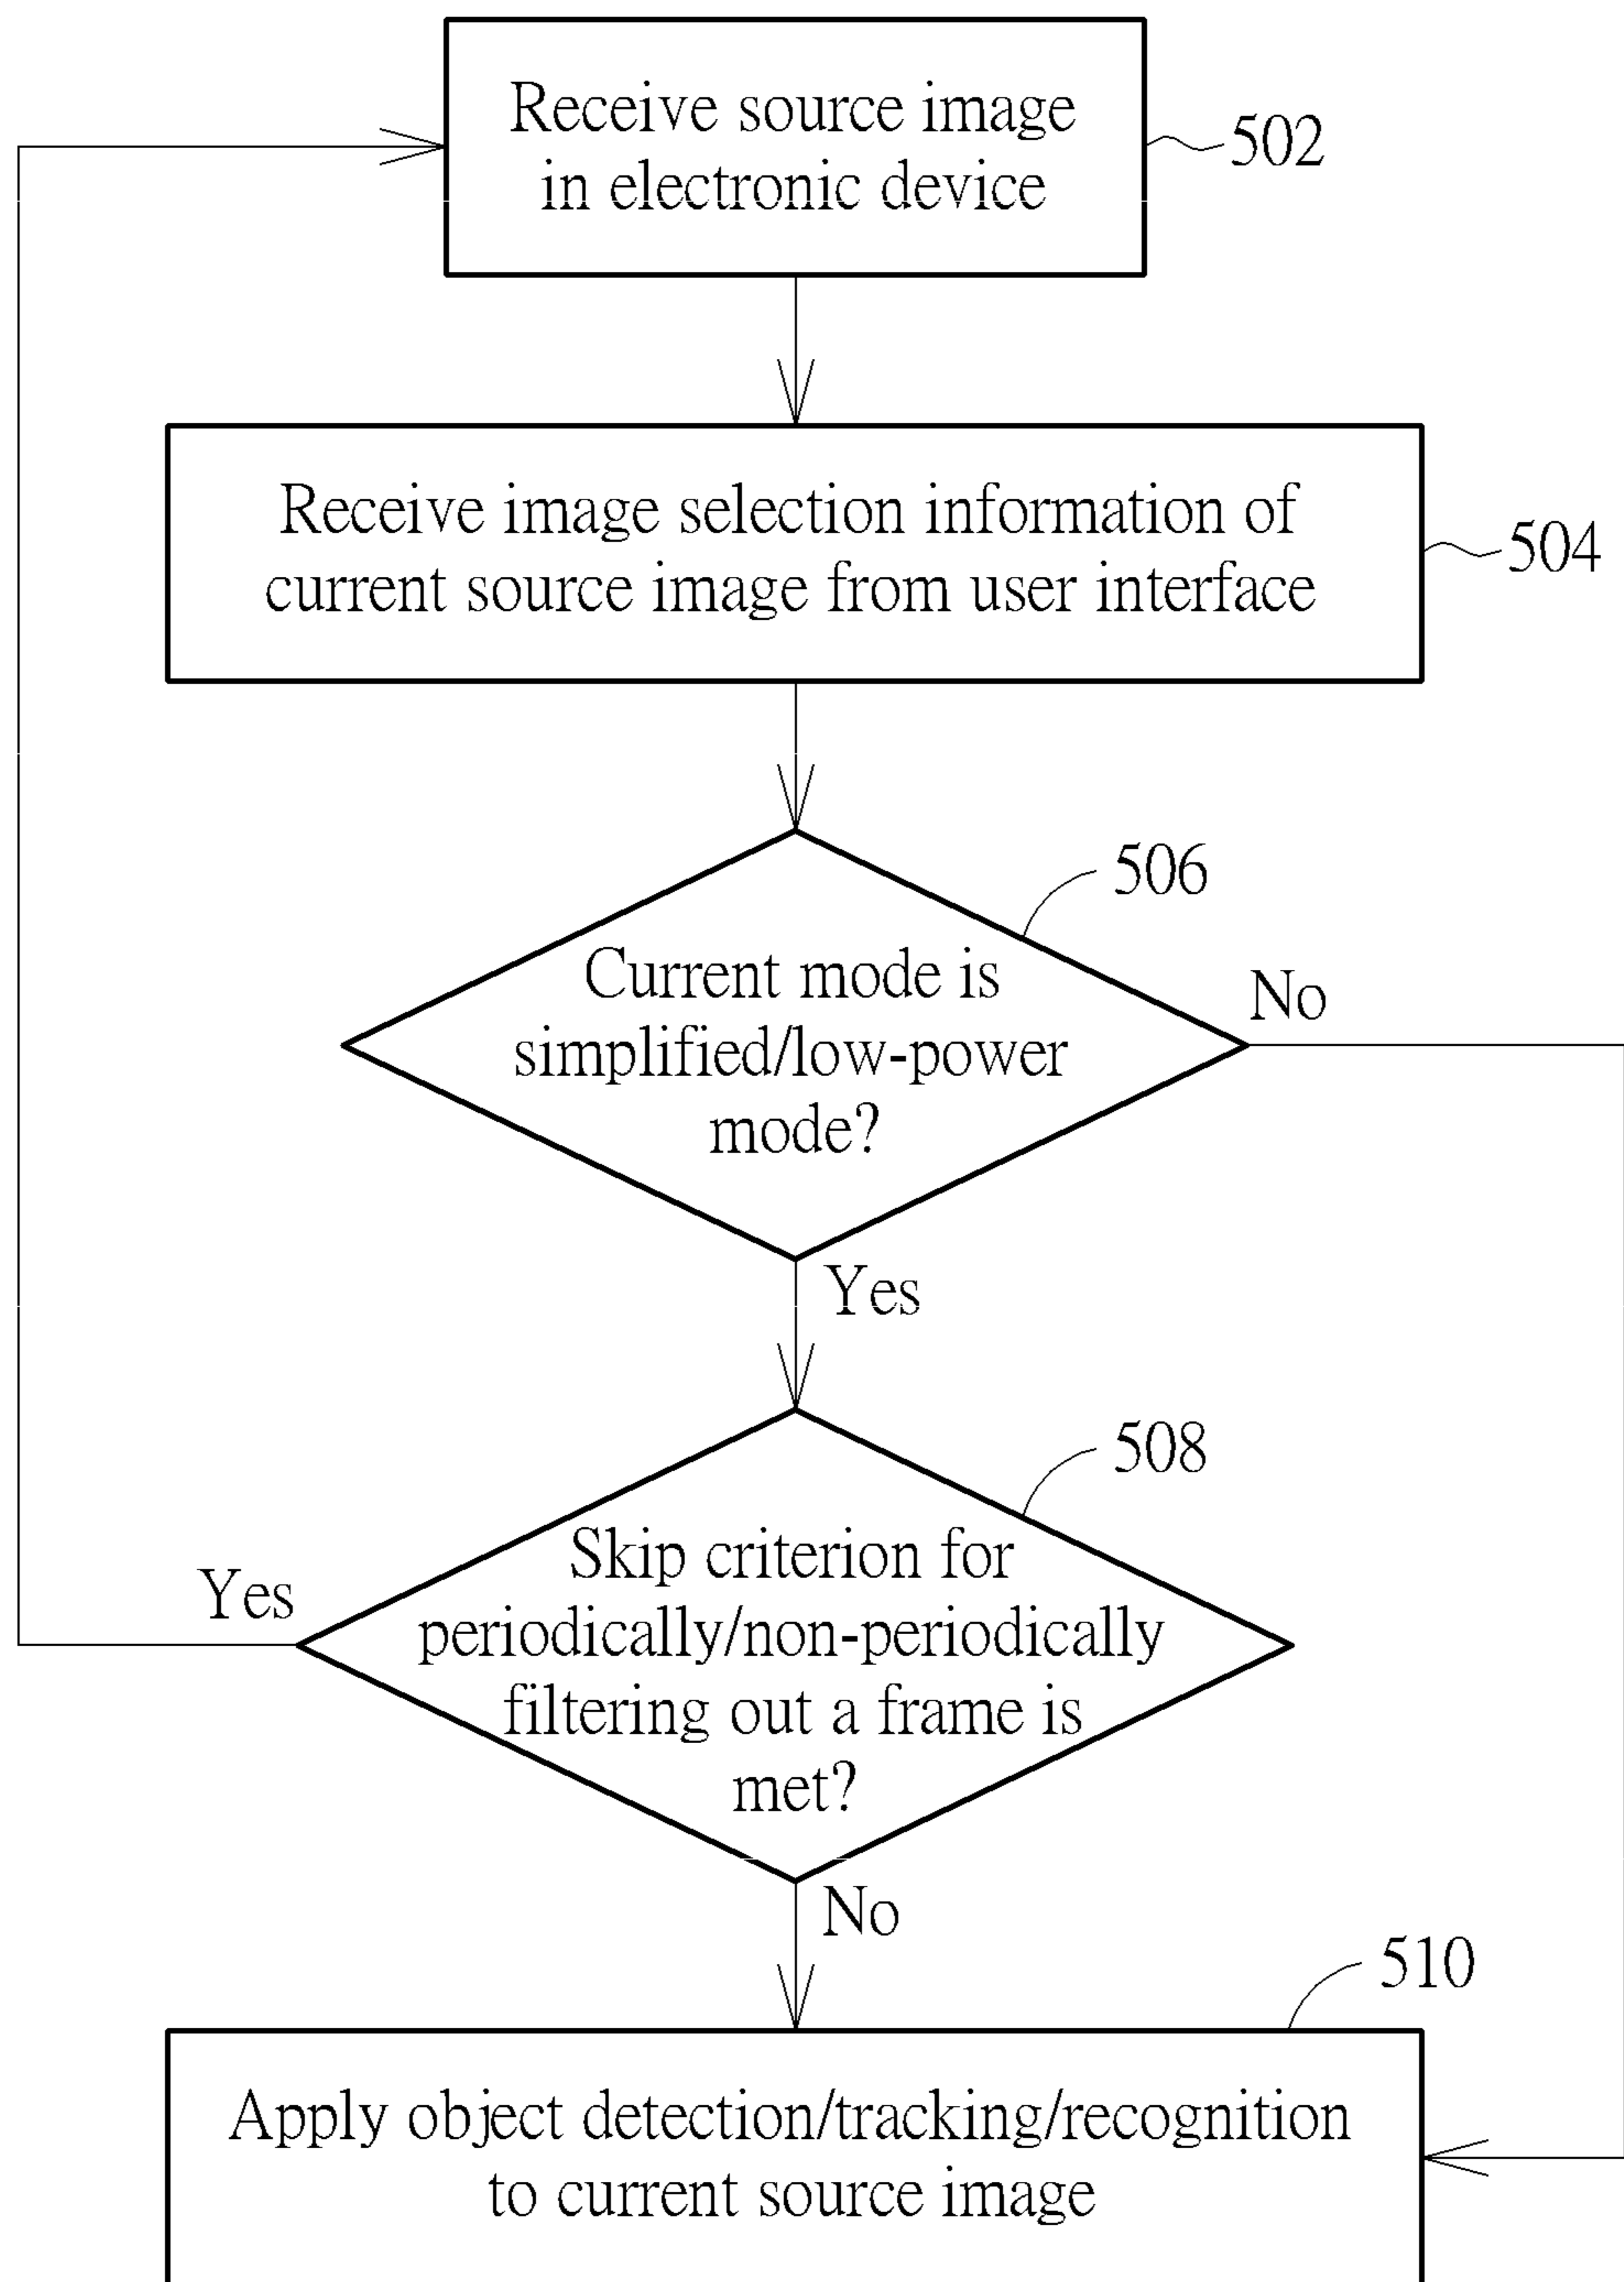 Receive source image
in electronic device
502
Receive image selection information of
current source image from user interface
504
506
Current mode is
simplified/low-power
mode?
No
Yes
508
Skip criterion for
periodically/non-periodically
filtering out a frame is
met?
Yes
No
510
Apply object detection/tracking/recognition
to current source image